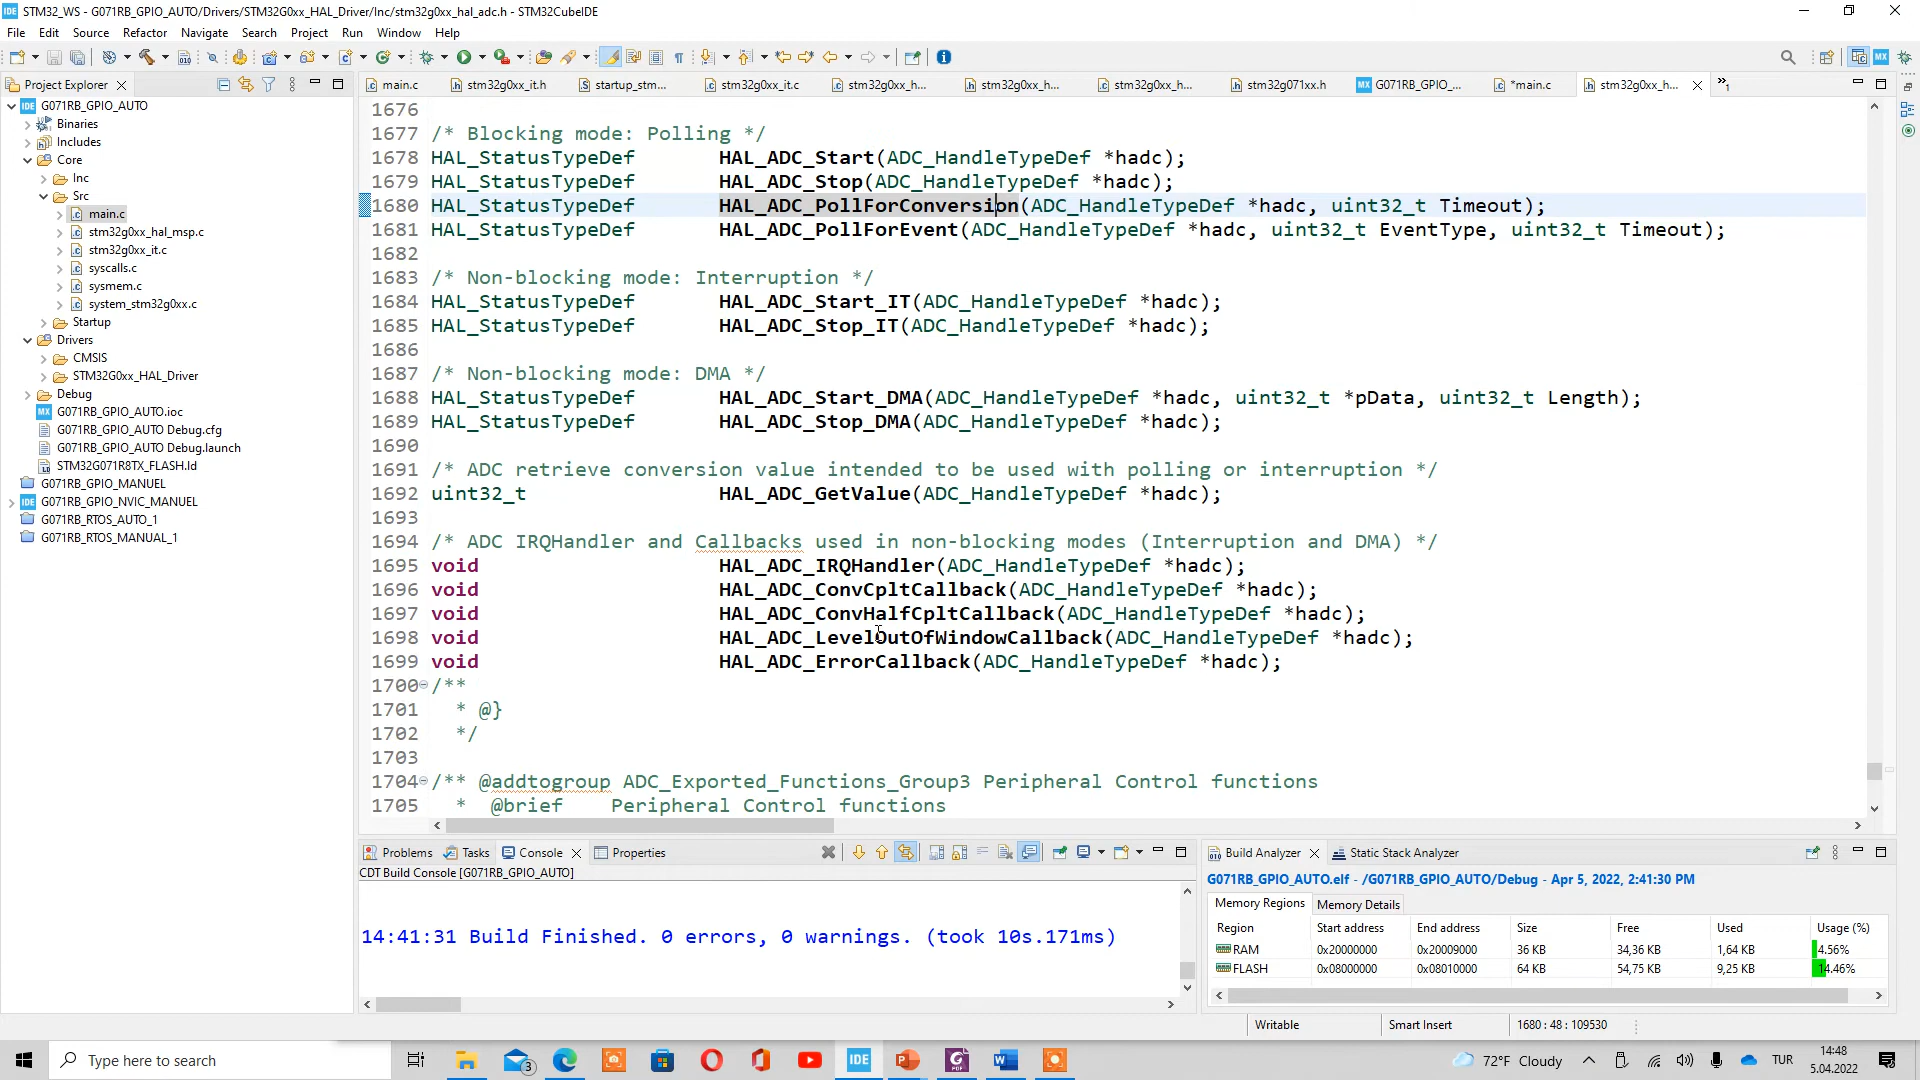 IDE STM32_WS - G071RB_GPIO_AUTO/Drivers/STM32G0xx_HAL_Driver/Inc/stm32g0xx_hal_adc.h - STM32CubeIDE
File Edit Source Refactor Navigate Search Project Run Window Help
Project Explorer
main.c stm32g0xx_it.h startup_stm... stm32g0xx_it.c stm32g0xx_h... stm32g0xx_h... stm32g0xx_h... stm32g071xx.h G071RB_GPIO_... *main.c stm32g0xx_h... »1
G071RB_GPIO_AUTO
Binaries
Includes
Core
Inc
Src
main.c
stm32g0xx_hal_msp.c
stm32g0xx_it.c
syscalls.c
sysmem.c
system_stm32g0xx.c
Startup
Drivers
CMSIS
STM32G0xx_HAL_Driver
Debug
G071RB_GPIO_AUTO.ioc
G071RB_GPIO_AUTO Debug.cfg
G071RB_GPIO_AUTO Debug.launch
STM32G071R8TX_FLASH.ld
G071RB_GPIO_MANUEL
G071RB_GPIO_NVIC_MANUEL
G071RB_RTOS_AUTO_1
G071RB_RTOS_MANUAL_1
1676
1677 /* Blocking mode: Polling */
1678 HAL_StatusTypeDef HAL_ADC_Start(ADC_HandleTypeDef *hadc);
1679 HAL_StatusTypeDef HAL_ADC_Stop(ADC_HandleTypeDef *hadc);
1680 HAL_StatusTypeDef HAL_ADC_PollForConversion(ADC_HandleTypeDef *hadc, uint32_t Timeout);
1681 HAL_StatusTypeDef HAL_ADC_PollForEvent(ADC_HandleTypeDef *hadc, uint32_t EventType, uint32_t Timeout);
1682
1683 /* Non-blocking mode: Interruption */
1684 HAL_StatusTypeDef HAL_ADC_Start_IT(ADC_HandleTypeDef *hadc);
1685 HAL_StatusTypeDef HAL_ADC_Stop_IT(ADC_HandleTypeDef *hadc);
1686
1687 /* Non-blocking mode: DMA */
1688 HAL_StatusTypeDef HAL_ADC_Start_DMA(ADC_HandleTypeDef *hadc, uint32_t *pData, uint32_t Length);
1689 HAL_StatusTypeDef HAL_ADC_Stop_DMA(ADC_HandleTypeDef *hadc);
1690
1691 /* ADC retrieve conversion value intended to be used with polling or interruption */
1692 uint32_t HAL_ADC_GetValue(ADC_HandleTypeDef *hadc);
1693
1694 /* ADC IRQHandler and Callbacks used in non-blocking modes (Interruption and DMA) */
1695 void HAL_ADC_IRQHandler(ADC_HandleTypeDef *hadc);
1696 void HAL_ADC_ConvCpltCallback(ADC_HandleTypeDef *hadc);
1697 void HAL_ADC_ConvHalfCpltCallback(ADC_HandleTypeDef *hadc);
1698 void HAL_ADC_LevelOutOfWindowCallback(ADC_HandleTypeDef *hadc);
1699 void HAL_ADC_ErrorCallback(ADC_HandleTypeDef *hadc);
1700 /**
1701 * @}
1702 */
1703
1704 /** @addtogroup ADC_Exported_Functions_Group3 Peripheral Control functions
1705 * @brief Peripheral Control functions
Problems Tasks Console Properties
CDT Build Console [G071RB_GPIO_AUTO]
14:41:31 Build Finished. 0 errors, 0 warnings. (took 10s.171ms)
Build Analyzer Static Stack Analyzer
G071RB_GPIO_AUTO.elf - /G071RB_GPIO_AUTO/Debug - Apr 5, 2022, 2:41:30 PM
Memory Regions Memory Details
Region Start address End address Size Free Used Usage (%)
RAM 0x20000000 0x20009000 36 KB 34,36 KB 1,64 KB 4.56%
FLASH 0x08000000 0x08010000 64 KB 54,75 KB 9,25 KB 14.46%
Writable Smart Insert 1680 : 48 : 109530
Type here to search
3
IDE
72°F Cloudy
TUR
14:48
5.04.2022